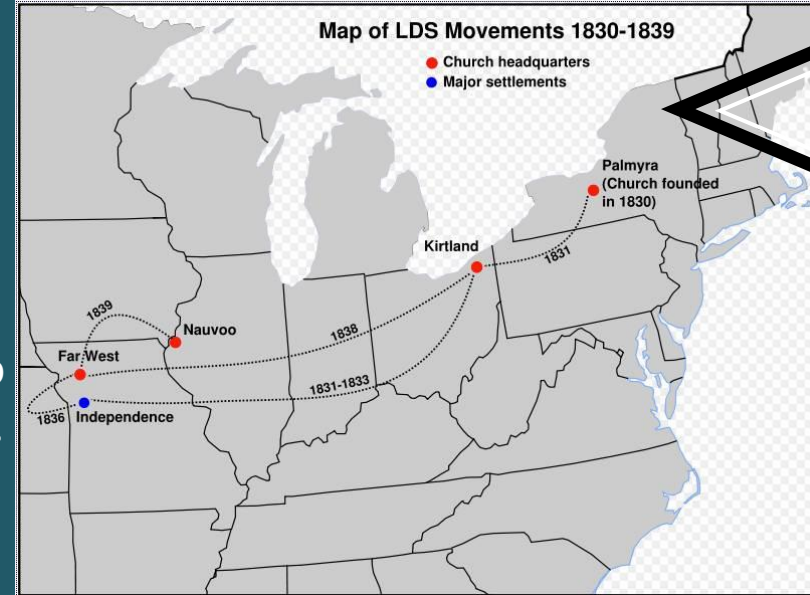 Map of LDS Movements 1830-1839
Church headquarters
Major settlements
Palmyra
(Church founded
in 1830)
Kirtland
1831
1839
Nauvoo
1838
Far West
1831-1833
1836
Independence